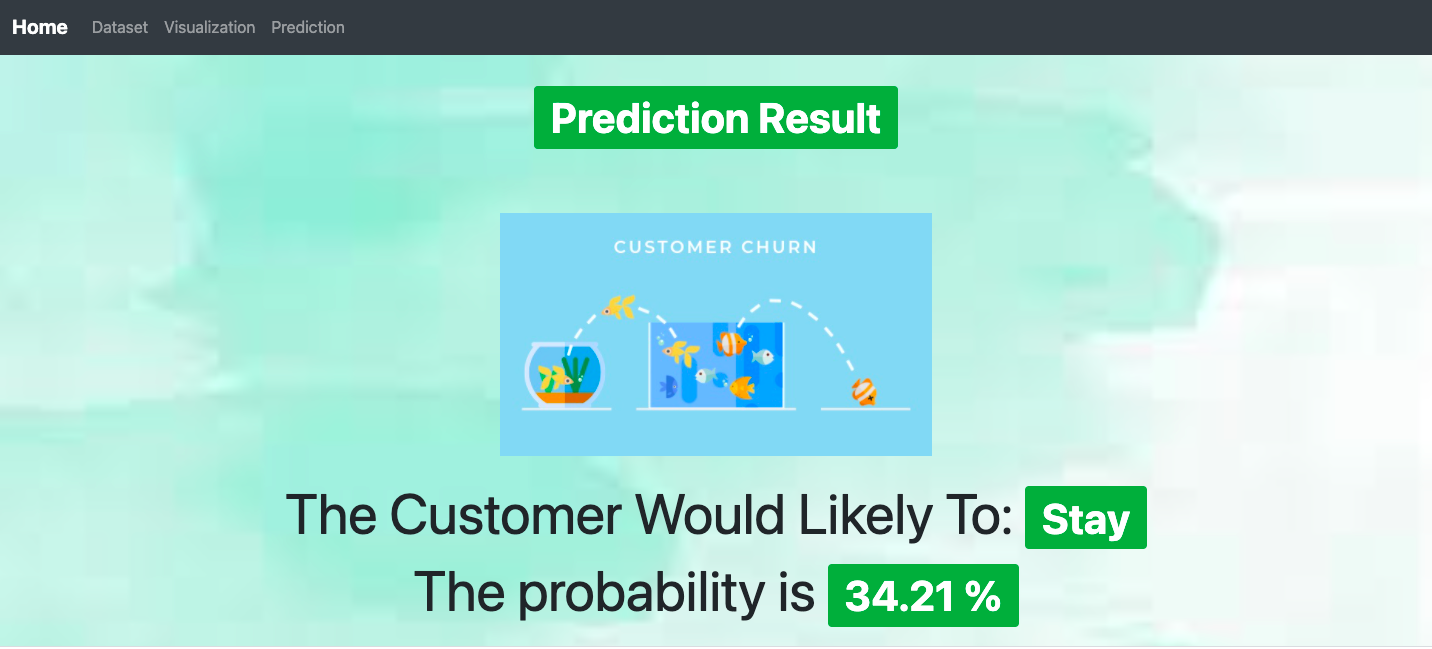 Home Dataset Visualization Prediction
Prediction Result
CUSTOMER CHURN
The Customer Would Likely To: Stay
The probability is 34.21 %